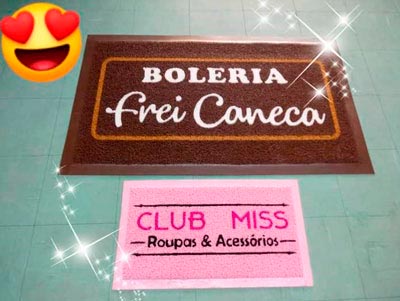 BOLERIA
Frei Caneca
CLUB MISS
Roupas & Acessórios